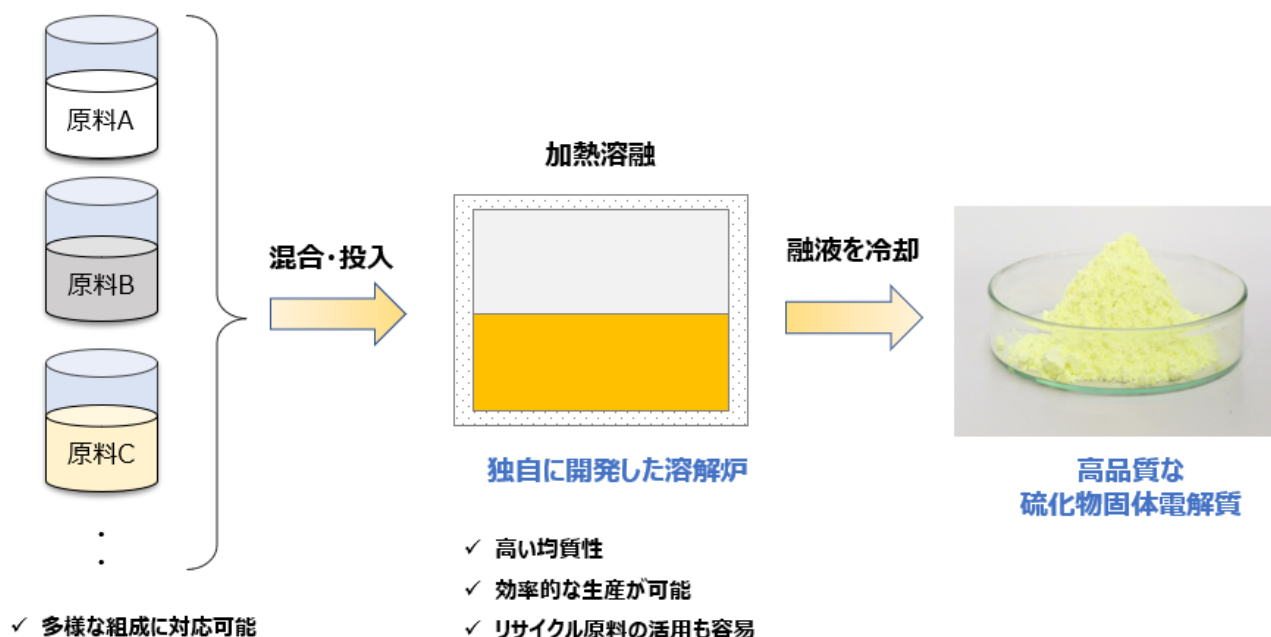 原料A
原料B
原料C
・
・
✓ 多様な組成に対応可能
混合・投入
加熱溶融
独自に開発した溶解炉
✓ 高い均質性
✓ 効率的な生産が可能
✓ リサイクル原料の活用も容易
融液を冷却
高品質な
硫化物固体電解質